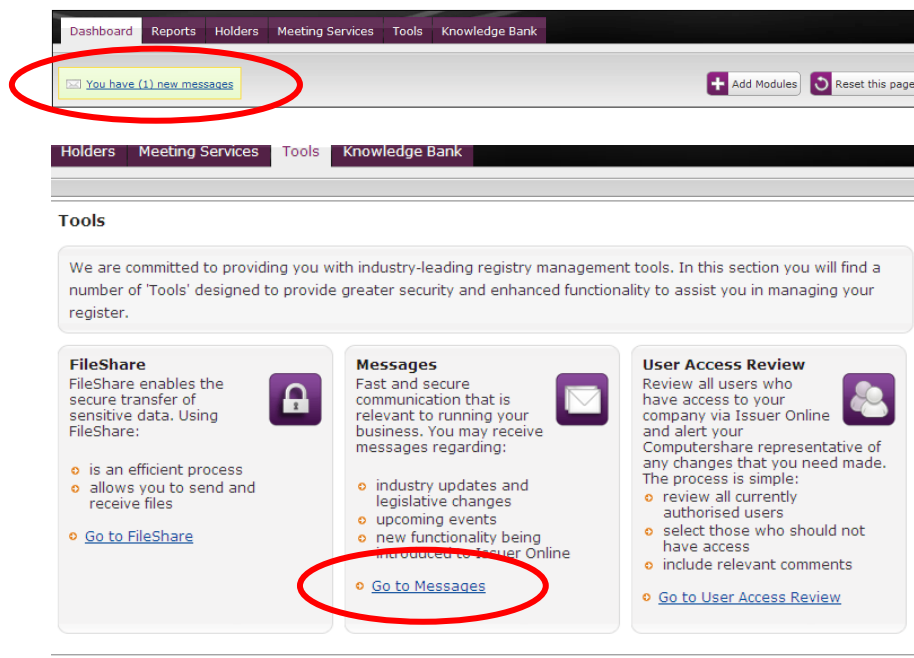 Dashboard Reports Holders Meeting Services Tools Knowledge Bank
You have (1) new messages
Add Modules Reset this page
Holders Meeting Services Tools Knowledge Bank
Tools
We are committed to providing you with industry-leading registry management tools. In this section you will find a
number of 'Tools' designed to provide greater security and enhanced functionality to assist you in managing your
register.
FileShare
FileShare enables the
secure transfer of
sensitive data. Using
FileShare:
is an efficient process
allows you to send and
receive files
Go to FileShare
Messages
Fast and secure
communication that is
relevant to running your
business. You may receive
messages regarding:
industry updates and
legislative changes
upcoming events
new functionality being
introduced to Issuer Online
Go to Messages
User Access Review
Review all users who
have access to your
company via Issuer Online
and alert your
Computershare representative of
any changes that you need made.
The process is simple:
review all currently
authorised users
select those who should not
have access
include relevant comments
Go to User Access Review